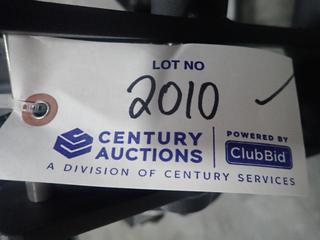 LOT NO
2010
CENTURY AUCTIONS
POWERED BY
ClubBid
A DIVISION OF CENTURY SERVICES